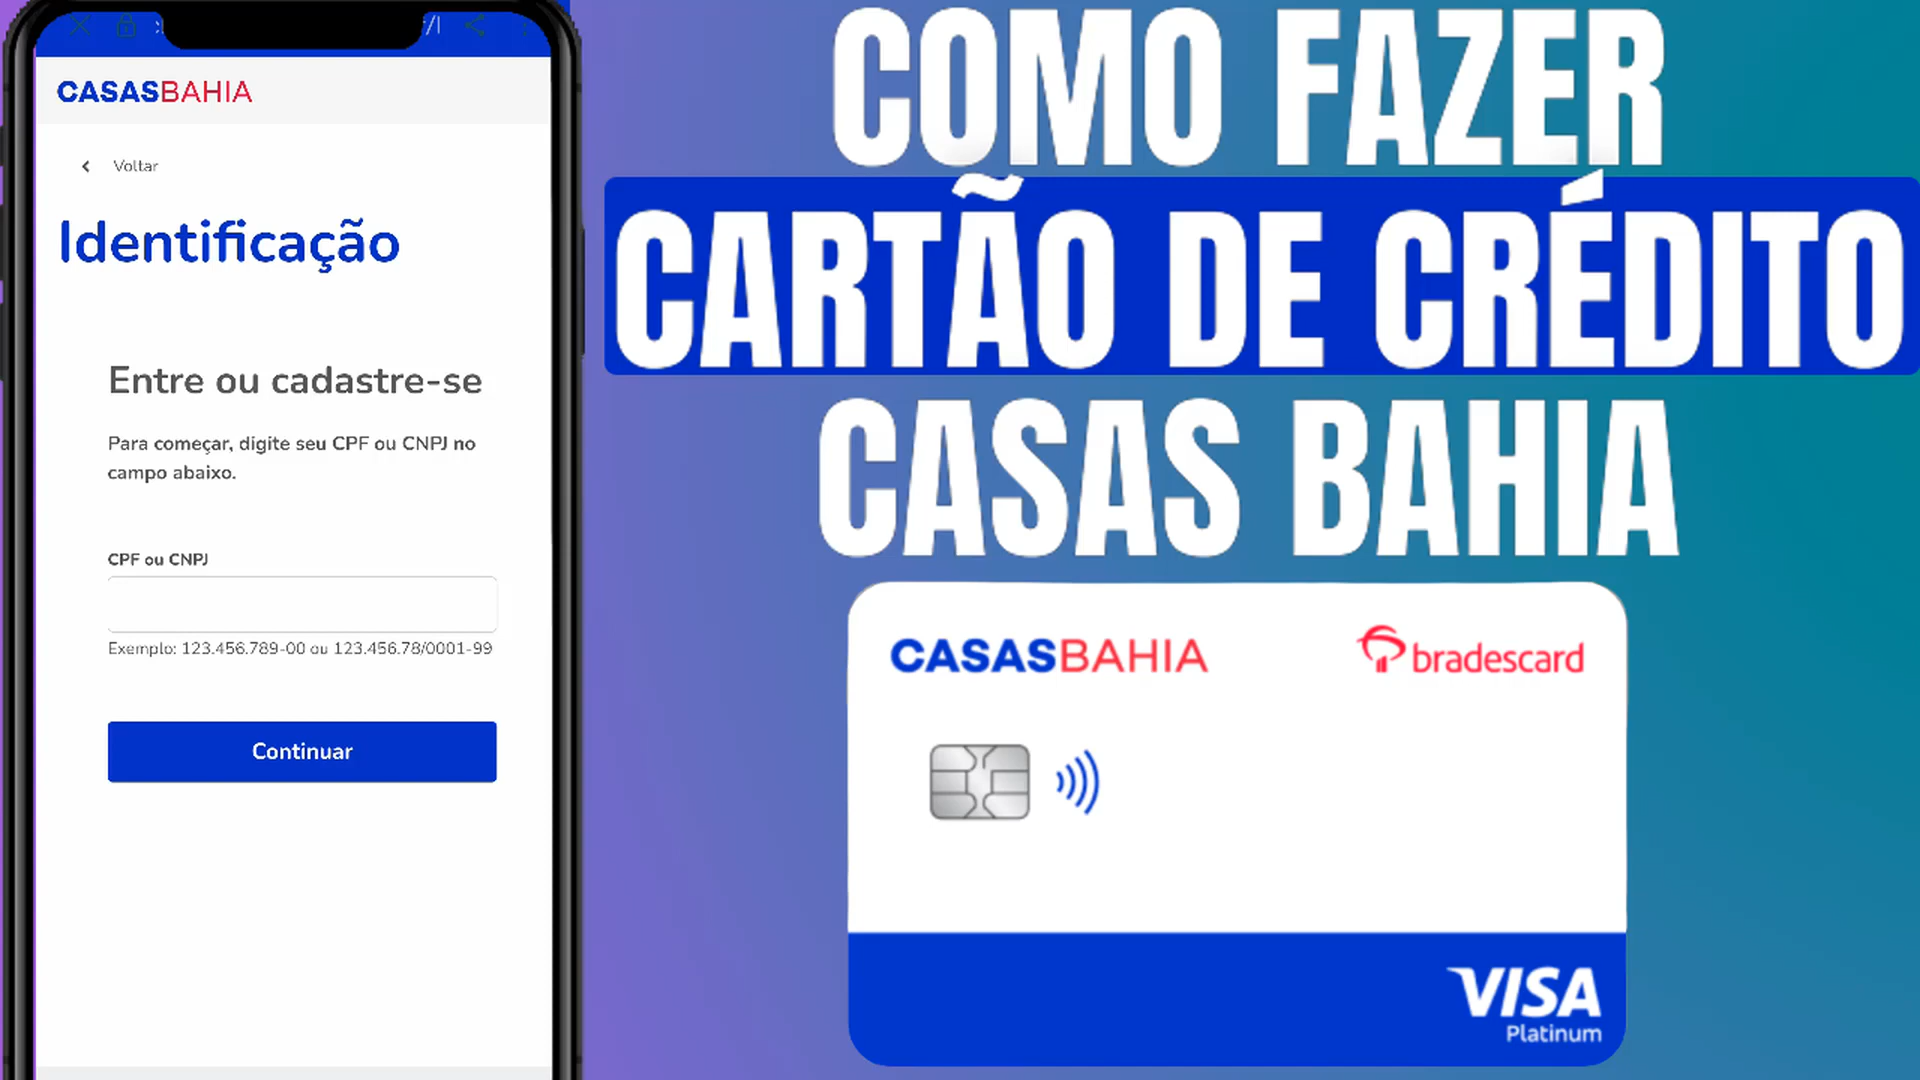 CASASBAHIA
Voltar
Identificação
Entre ou cadastre-se
Para começar, digite seu CPF ou CNPJ no
campo abaixo.
CPF ou CNPJ
Exemplo: 123.456.789-00 ou 123.456.78/0001-99
Continuar
COMO FAZER
CARTÃO DE CRÉDITO
CASAS BAHIA
CASASBAHIA
bradescard
VISA
Platinum